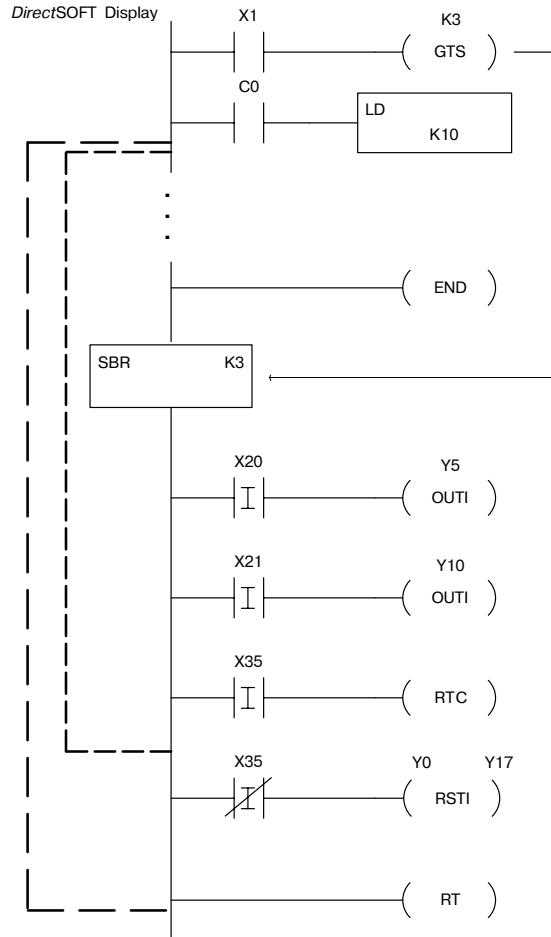 DirectSOFT Display
X1 K3
GTS
C0
LD
K10
END
SBR K3
X20 Y5
OUTI
X21 Y10
OUTI
X35
RTC
X35 Y0 Y17
RSTI
RT